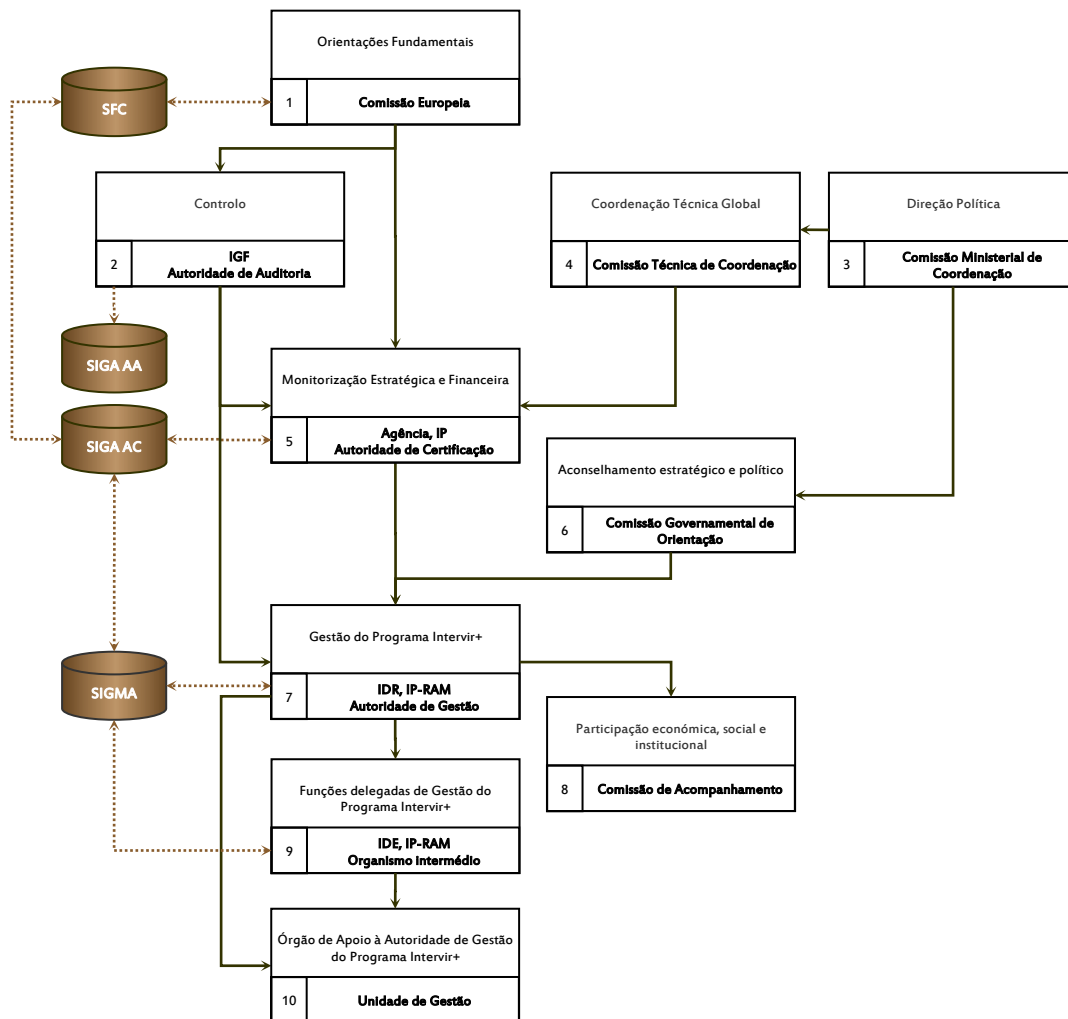 Orientações Fundamentais
1
Comissão Europeia
SFC
Controlo
2
IGF
Autoridade de Auditoria
Coordenação Técnica Global
4
Comissão Técnica de Coordenação
Direção Política
3
Comissão Ministerial de
Coordenação
SIGA AA
Monitorização Estratégica e Financeira
5
Agência, IP
Autoridade de Certificação
SIGA AC
Aconselhamento estratégico e político
6
Comissão Governamental de
Orientação
Gestão do Programa Intervir+
7
IDR, IP-RAM
Autoridade de Gestão
SIGMA
Participação económica, social e
institucional
8
Comissão de Acompanhamento
Funções delegadas de Gestão do
Programa Intervir+
9
IDE, IP-RAM
Organismo intermédio
Órgão de Apoio à Autoridade de Gestão
do Programa Intervir+
10
Unidade de Gestão